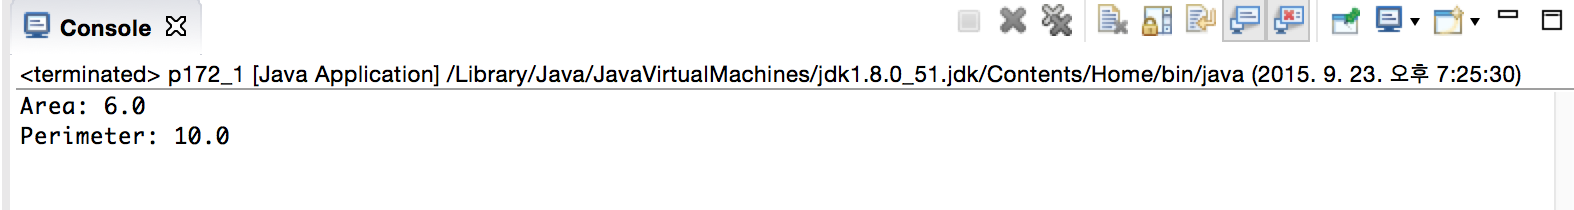 Console
<terminated> p172_1 [Java Application] /Library/Java/JavaVirtualMachines/jdk1.8.0_51.jdk/Contents/Home/bin/java (2015. 9. 23. 오후 7:25:30)
Area: 6.0
Perimeter: 10.0